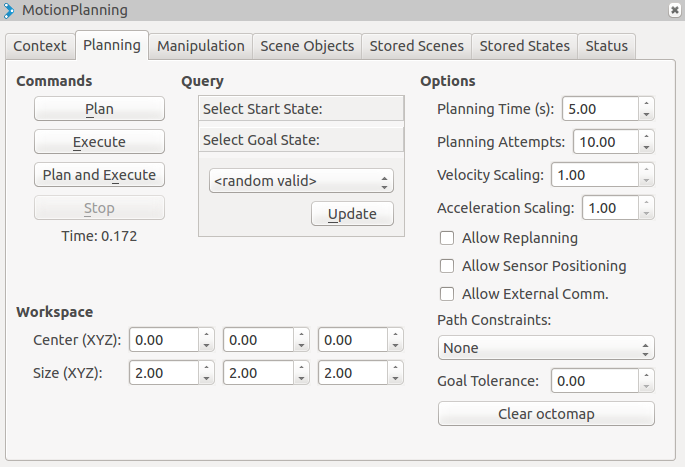 MotionPlanning
Context Planning Manipulation Scene Objects Stored Scenes Stored States Status
Commands
Plan
Execute
Plan and Execute
Stop
Time: 0.172
Query
Select Start State:
Select Goal State:
<random valid>
Update
Options
Planning Time (s): 5.00
Planning Attempts: 10.00
Velocity Scaling: 1.00
Acceleration Scaling: 1.00
Allow Replanning
Allow Sensor Positioning
Allow External Comm.
Path Constraints:
None
Goal Tolerance: 0.00
Clear octomap
Workspace
Center (XYZ): 0.00 0.00 0.00
Size (XYZ): 2.00 2.00 2.00